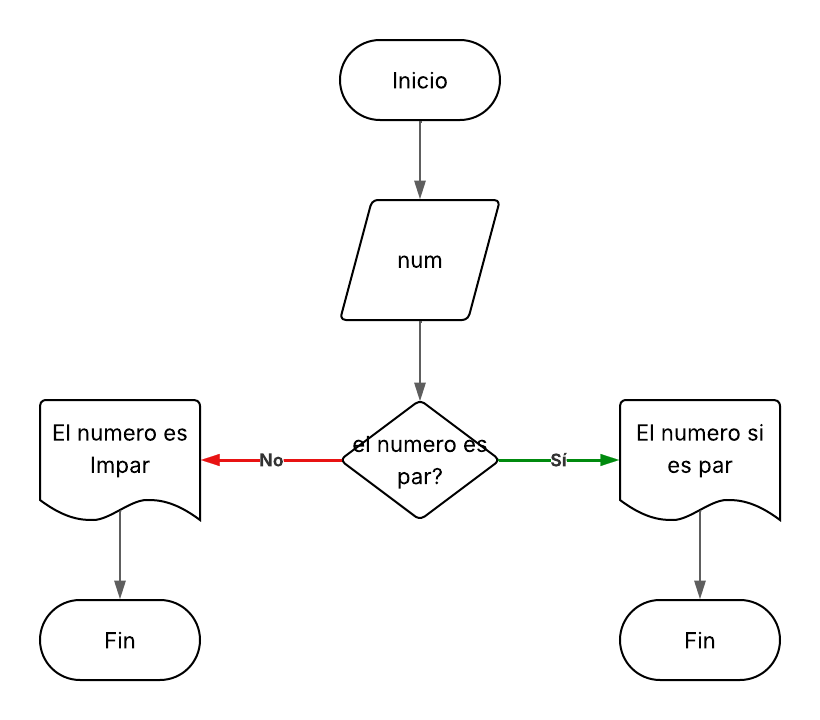 Inicio
num
El numero es
Impar
No
el numero es
par?
Sí
El numero si
es par
Fin
Fin